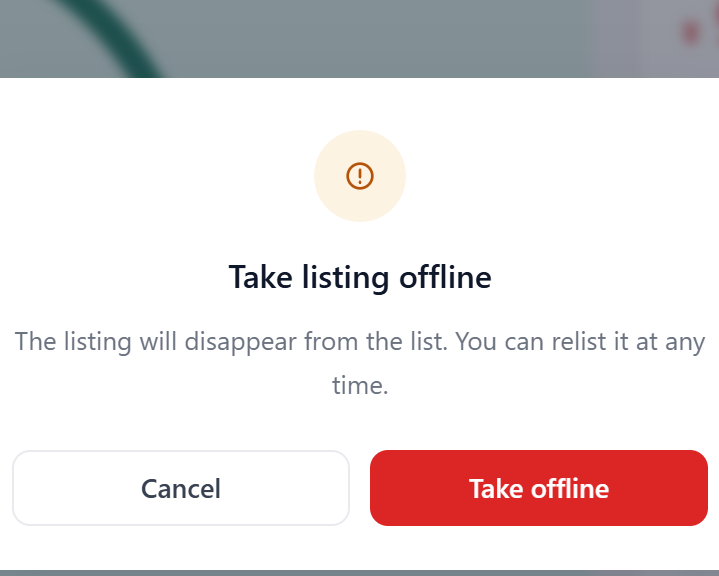 Take listing offline
The listing will disappear from the list. You can relist it at any
time.
Cancel
Take offline